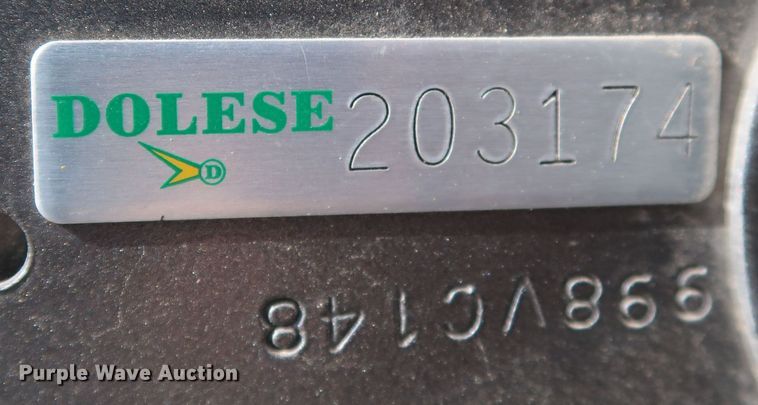 DOLESE 203174
D
998VC148
Purple Wave Auction